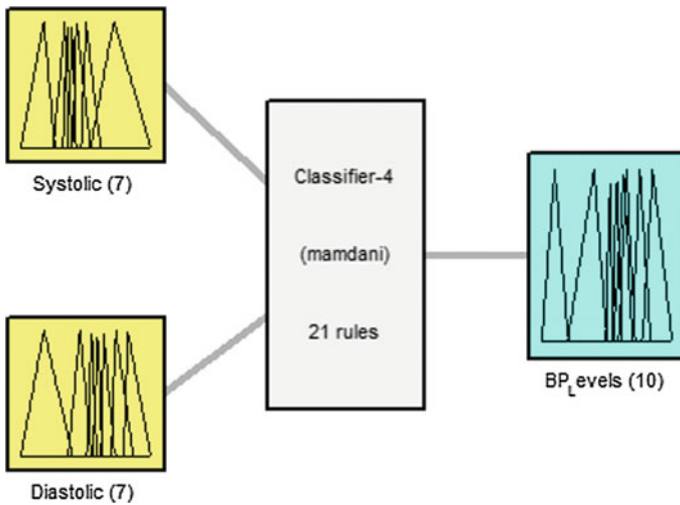 Systolic (7)
Classifier-4
(mamdani)
21 rules
BP_Levels (10)
Diastolic (7)